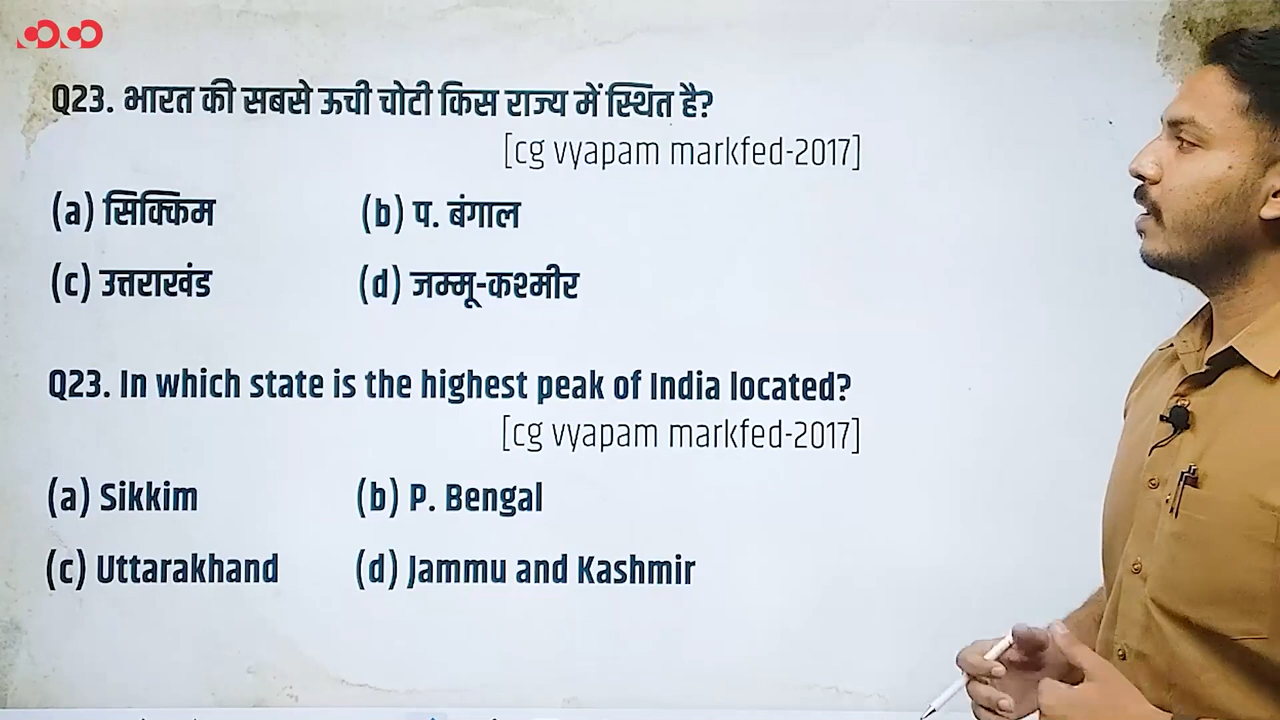 Q23. भारत की सबसे ऊची चोटी किस राज्य में स्थित है?
[cg vyapam markfed-2017]
(a) सिक्किम (b) प. बंगाल
(c) उत्तराखंड (d) जम्मू-कश्मीर
Q23. In which state is the highest peak of India located?
[cg vyapam markfed-2017]
(a) Sikkim (b) P. Bengal
(c) Uttarakhand (d) Jammu and Kashmir